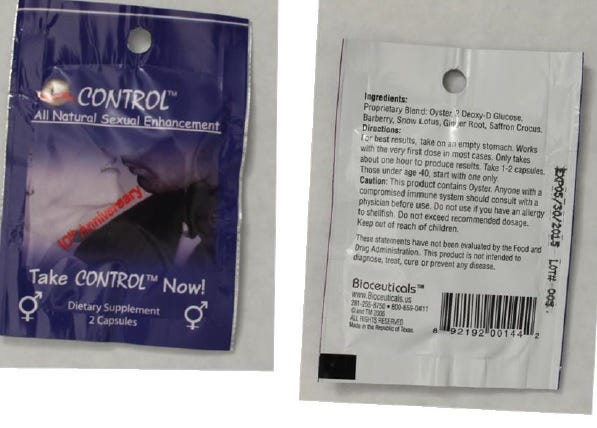 CONTROL™
All Natural Sexual Enhancement
10th Anniversary
Take CONTROL™ Now!
Dietary Supplement
2 Capsules
Ingredients:
Proprietary Blend: Oyster, 2 Deoxy-D Glucose,
Barberry, Snow Lotus, Ginger Root, Saffron Crocus.
Directions:
For best results, take on an empty stomach. Works
with the very first dose in most cases. Only takes
about one hour to produce results. Take 1-2 capsules.
Those under age 40, start with one only.
Caution: This product contains Oyster. Anyone with a
compromised immune system should consult with a
physician before use. Do not use if you have an allergy
to shellfish. Do not exceed recommended dosage.
Keep out of reach of children.
These statements have not been evaluated by the Food and
Drug Administration. This product is not intended to
diagnose, treat, cure or prevent any disease.
Bioceuticals™
www.Bioceuticals.us
© and TM 2006
ALL RIGHTS RESERVED
Made in the Republic of Texas.
92192 00144 2
EXP05/30/2015 LOT#